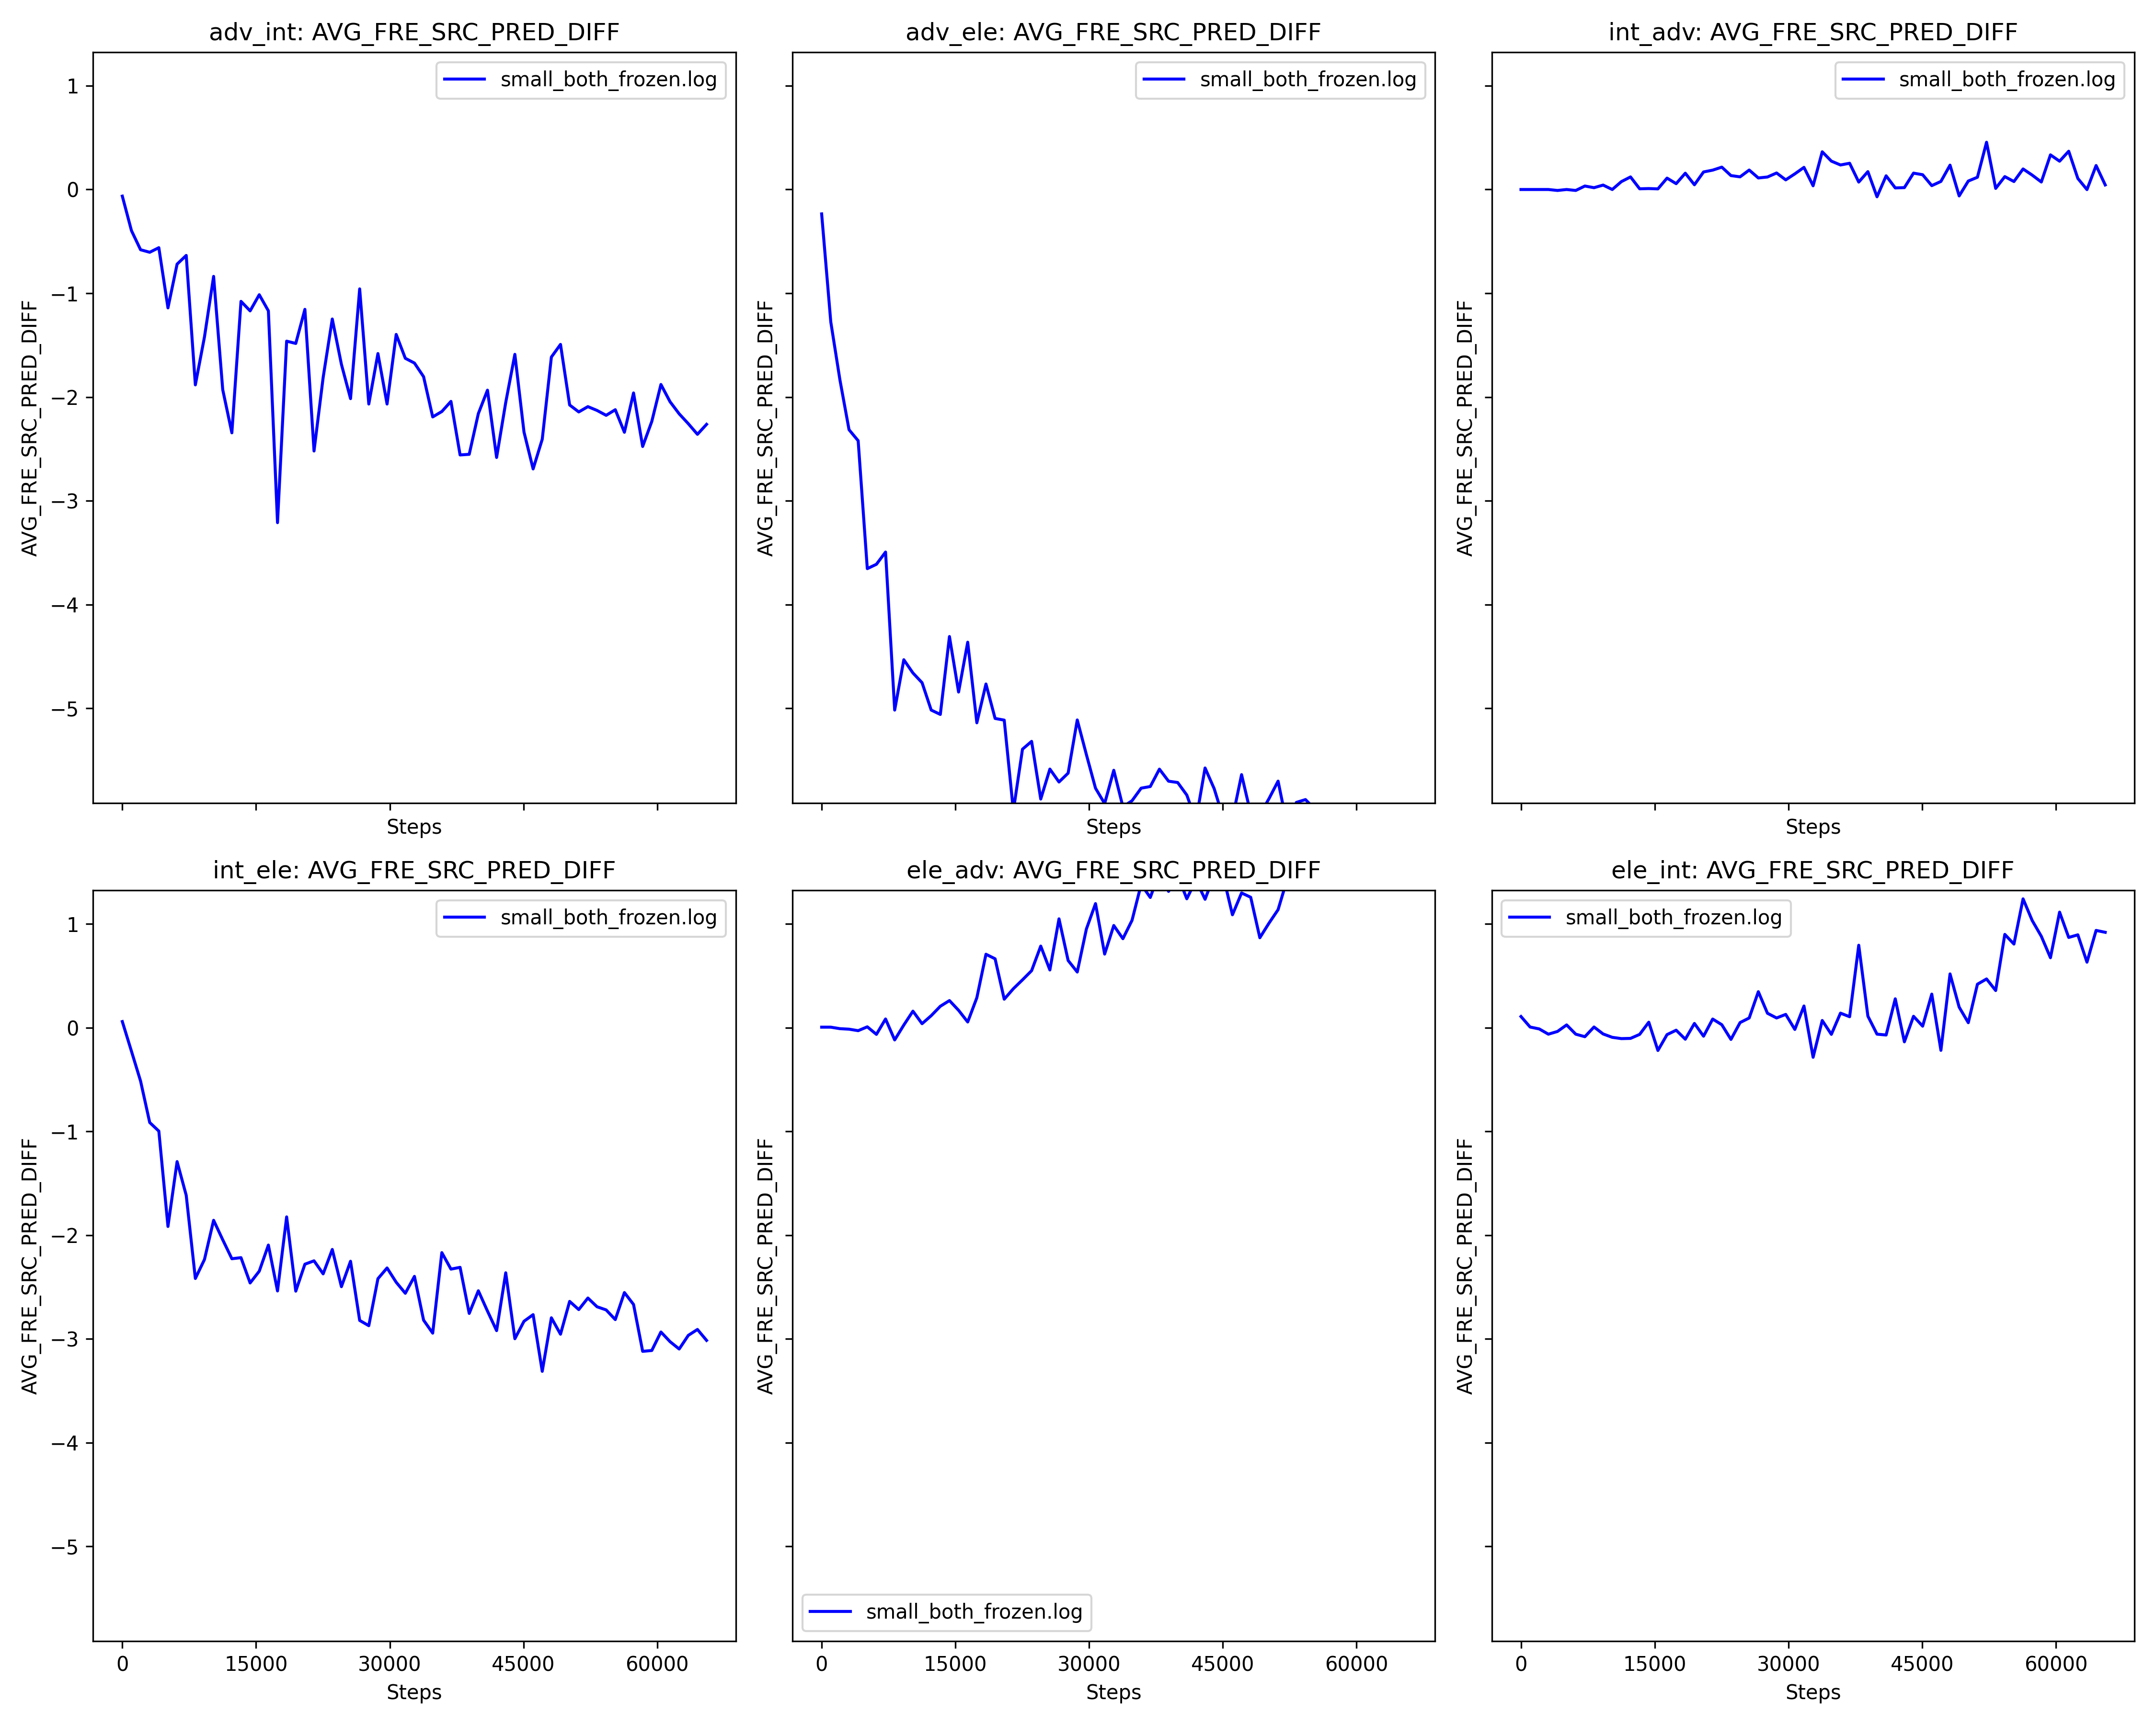 adv_int: AVG_FRE_SRC_PRED_DIFF
adv_ele: AVG_FRE_SRC_PRED_DIFF
int_adv: AVG_FRE_SRC_PRED_DIFF
small_both_frozen.log
small_both_frozen.log
small_both_frozen.log
AVG_FRE_SRC_PRED_DIFF
AVG_FRE_SRC_PRED_DIFF
AVG_FRE_SRC_PRED_DIFF
1
0
−1
−2
−3
−4
−5
Steps
Steps
Steps
int_ele: AVG_FRE_SRC_PRED_DIFF
ele_adv: AVG_FRE_SRC_PRED_DIFF
ele_int: AVG_FRE_SRC_PRED_DIFF
small_both_frozen.log
small_both_frozen.log
small_both_frozen.log
AVG_FRE_SRC_PRED_DIFF
AVG_FRE_SRC_PRED_DIFF
AVG_FRE_SRC_PRED_DIFF
1
0
−1
−2
−3
−4
−5
0 15000 30000 45000 60000
0 15000 30000 45000 60000
0 15000 30000 45000 60000
Steps
Steps
Steps